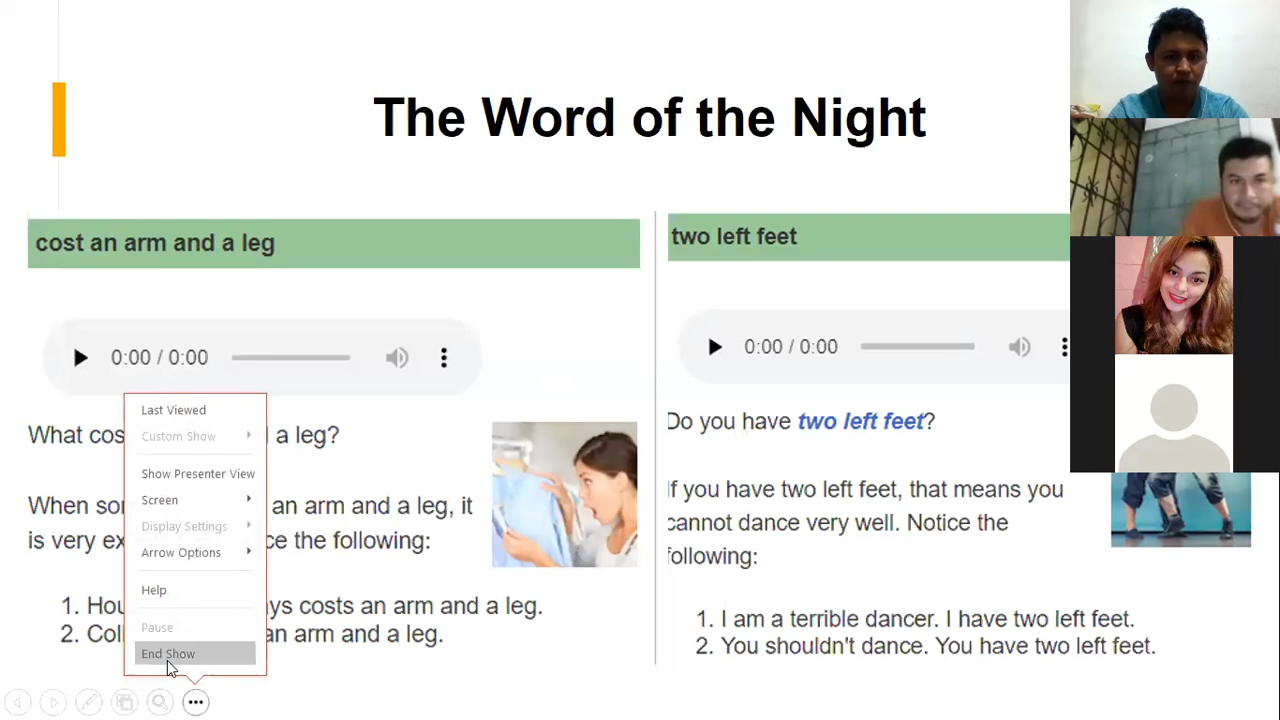 The Word of the Night
cost an arm and a leg
0:00 / 0:00
What cos
a leg?
When so
an arm and a leg, it
is very ex
ce the following:
1. Hou
ys costs an arm and a leg.
2. Coll
an arm and a leg.
two left feet
0:00 / 0:00
Do you have two left feet?
If you have two left feet, that means you
cannot dance very well. Notice the
following:
1. I am a terrible dancer. I have two left feet.
2. You shouldn't dance. You have two left feet.
Last Viewed
Custom Show
Show Presenter View
Screen
Display Settings
Arrow Options
Help
Pause
End Show